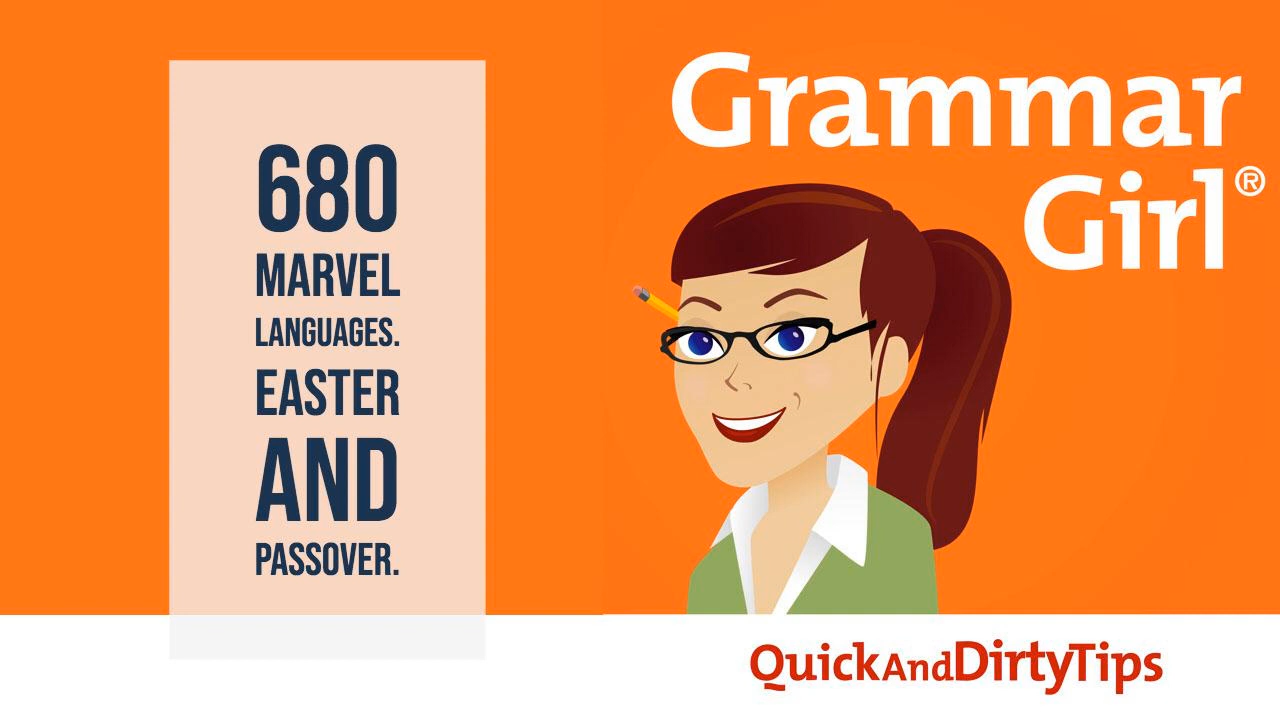 680
MARVEL
LANGUAGES.
EASTER
AND
PASSOVER.
Grammar
Girl®
QuickAndDirtyTips